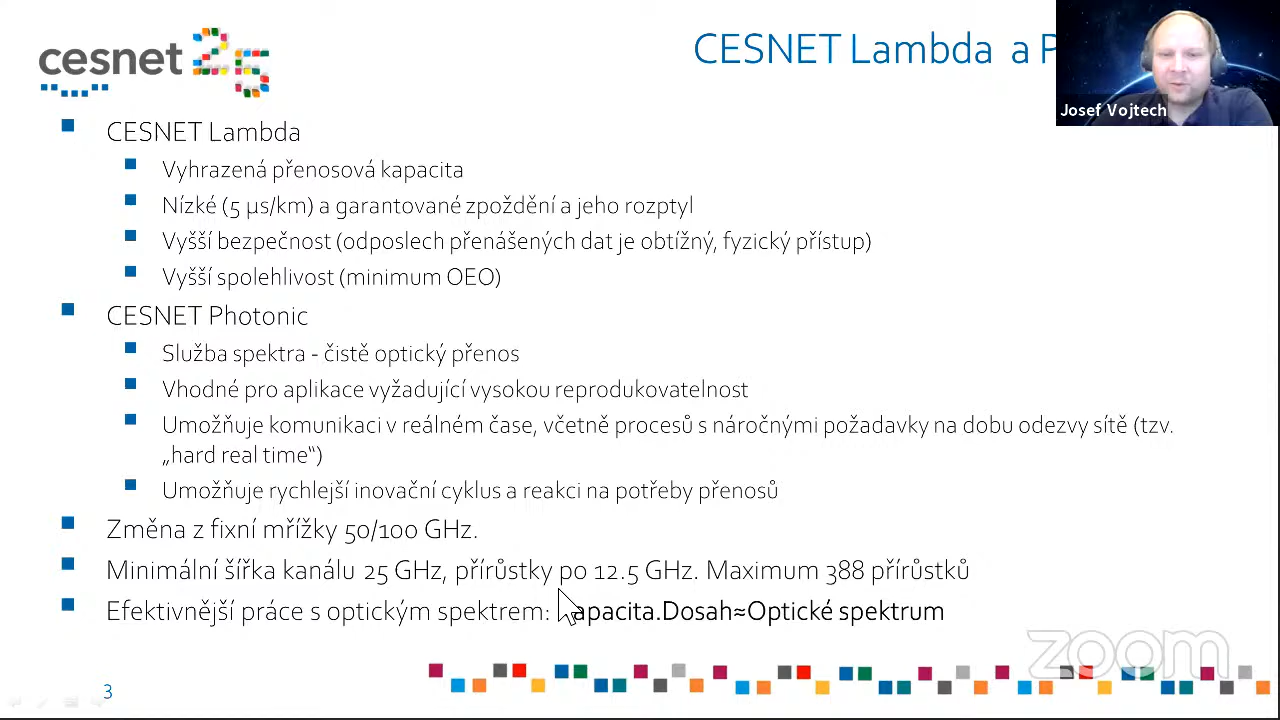 cesnet 25
CESNET Lambda a P
Josef Vojtech
CESNET Lambda
Vyhrazená přenosová kapacita
Nízké (5 µs/km) a garantované zpoždění a jeho rozptyl
Vyšší bezpečnost (odposlech přenášených dat je obtížný, fyzický přístup)
Vyšší spolehlivost (minimum OEO)
CESNET Photonic
Služba spektra - čistě optický přenos
Vhodné pro aplikace vyžadující vysokou reprodukovatelnost
Umožňuje komunikaci v reálném čase, včetně procesů s náročnými požadavky na dobu odezvy sítě (tzv.
„hard real time“)
Umožňuje rychlejší inovační cyklus a reakci na potřeby přenosů
Změna z fixní mřížky 50/100 GHz.
Minimální šířka kanálu 25 GHz, přírůstky po 12.5 GHz. Maximum 388 přírůstků
Efektivnější práce s optickým spektrem: apacita.Dosah≈Optické spektrum
zoom
3